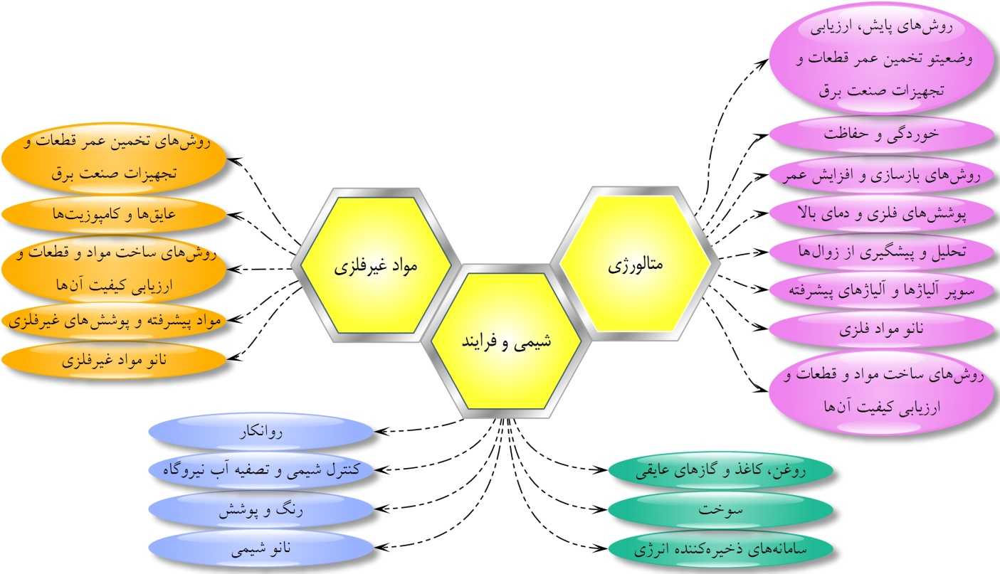 روش‌های پایش، ارزیابی
وضعیتو تخمین عمر قطعات و
تجهیزات صنعت برق
خوردگی و حفاظت
روش‌های بازسازی و افزایش عمر
پوشش‌های فلزی و دمای بالا
تحلیل و پیشگیری از زوال‌ها
سوپر آلیاژها و آلیاژهای پیشرفته
نانو مواد فلزی
روش‌های ساخت مواد و قطعات و
ارزیابی کیفیت آن‌ها
متالورژی
شیمی و فرایند
مواد غیرفلزی
روش‌های تخمین عمر قطعات و
تجهیزات صنعت برق
عایق‌ها و کامپوزیت‌ها
روش‌های ساخت مواد و قطعات و
ارزیابی کیفیت آن‌ها
مواد پیشرفته و پوشش‌های غیرفلزی
نانو مواد غیرفلزی
روغن، کاغذ و گازهای عایقی
سوخت
سامانه‌های ذخیره‌کننده انرژی
روانکار
کنترل شیمی و تصفیه آب نیروگاه
رنگ و پوشش
نانو شیمی